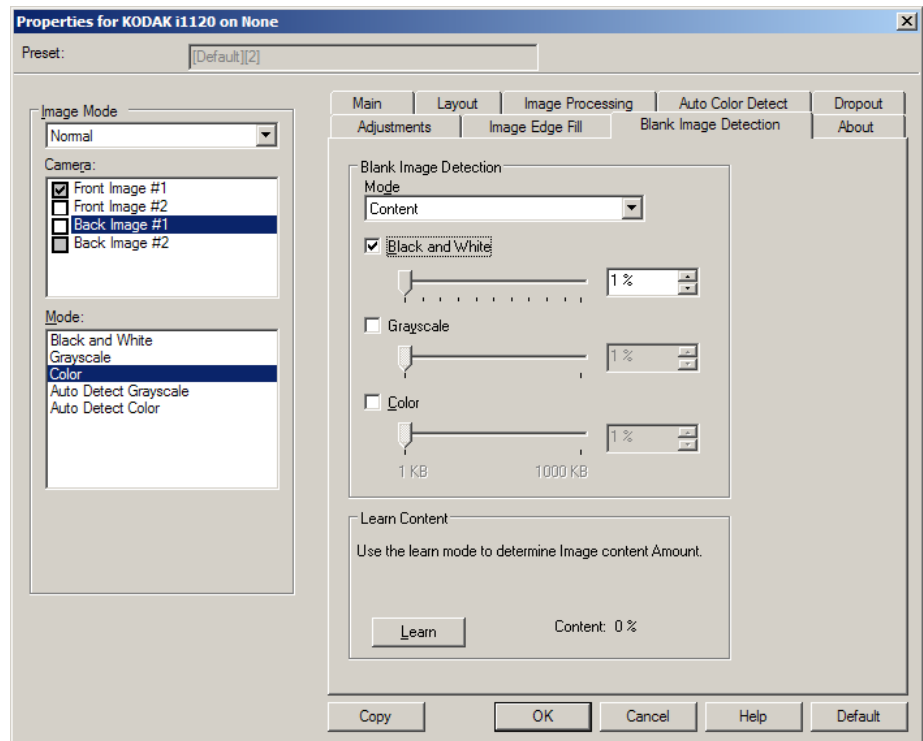 Properties for KODAK i1120 on None
Preset:
[Default][2]
Image Mode
Normal
Camera:
Front Image #1
Front Image #2
Back Image #1
Back Image #2
Mode:
Black and White
Grayscale
Color
Auto Detect Grayscale
Auto Detect Color
Main
Layout
Image Processing
Auto Color Detect
Dropout
Adjustments
Image Edge Fill
Blank Image Detection
About
Blank Image Detection
Mode
Content
Black and White
1 %
Grayscale
1 %
Color
1 %
1 KB
1000 KB
Learn Content
Use the learn mode to determine Image content Amount.
Learn
Content: 0 %
Copy
OK
Cancel
Help
Default